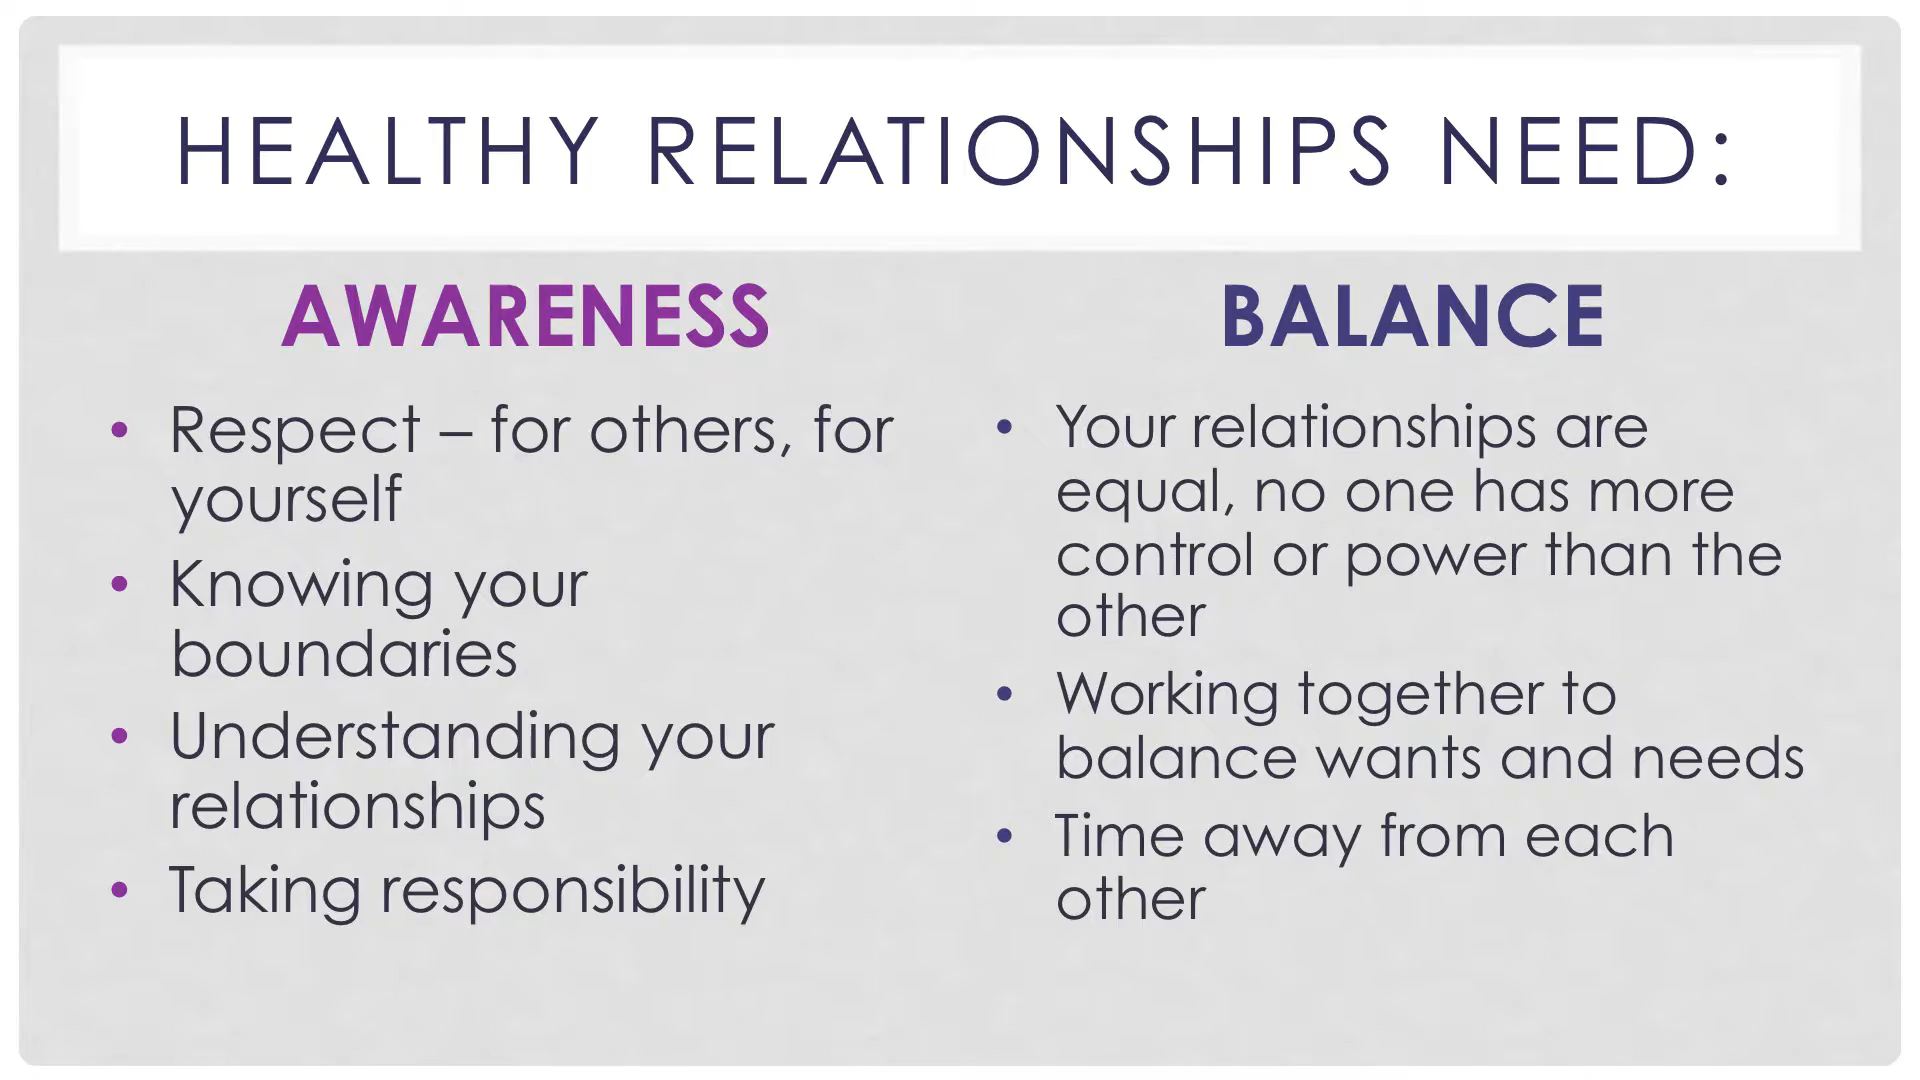 HEALTHY RELATIONSHIPS NEED:
AWARENESS
• Respect – for others, for
yourself
• Knowing your
boundaries
• Understanding your
relationships
• Taking responsibility
BALANCE
• Your relationships are
equal, no one has more
control or power than the
other
• Working together to
balance wants and needs
• Time away from each
other